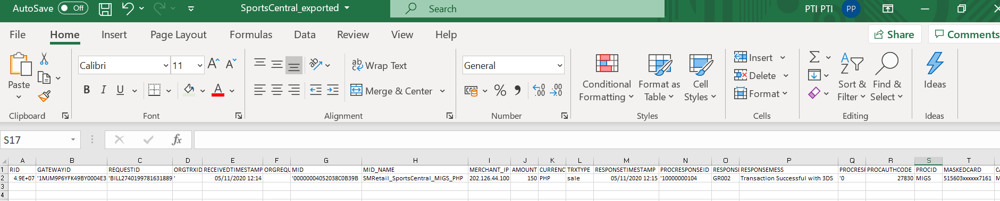 AutoSave Off SportsCentral_exported Search PTI PTI PP
File Home Insert Page Layout Formulas Data Review View Help Share Comments
Calibri 11 Wrap Text General Insert
Paste B I U Merge & Center % Conditional Formatting Format as Table Cell Styles Delete Format Sort & Filter Find & Select Ideas
Clipboard Font Alignment Number Styles Cells Editing Ideas
S17 fx
A B C D E F G H I J K L M N O P Q R S T
1 RID GATEWAYID REQUESTID ORGTRXID RECEIVEDTIMESTAMP ORGREQU MID MID_NAME MERCHANT_IP AMOUNT CURRENC TRXTYPE RESPONSETIMESTAMP PROCRESPONSEID RESPONSI RESPONSEMESS PROCRESP PROCAUTHCODE PROCID MASKEDCARD CA
2 4.9E+07 '1MJM9P6YFK49BY0004E3 'BILL2740199781631889 ' 05/11/2020 12:14 '00000004052038C0B39B SMRetail_SportsCentral_MIGS_PHP 202.126.44.100 150 PHP sale 05/11/2020 12:15 '10000000104 GR002 Transaction Successful with 3DS '0 27830 MIGS 515603xxxxxx7161 M
3
4